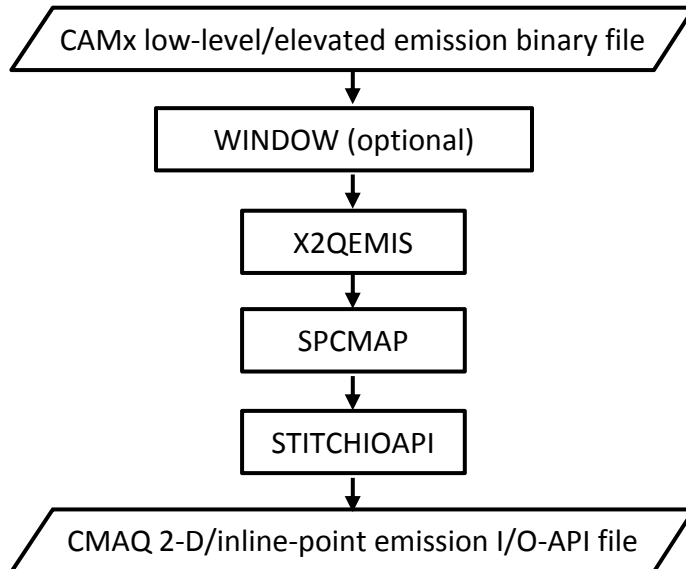 CAMx low-level/elevated emission binary file
WINDOW (optional)
X2QEMIS
SPCMAP
STITCHIOAPI
CMAQ 2-D/inline-point emission I/O-API file